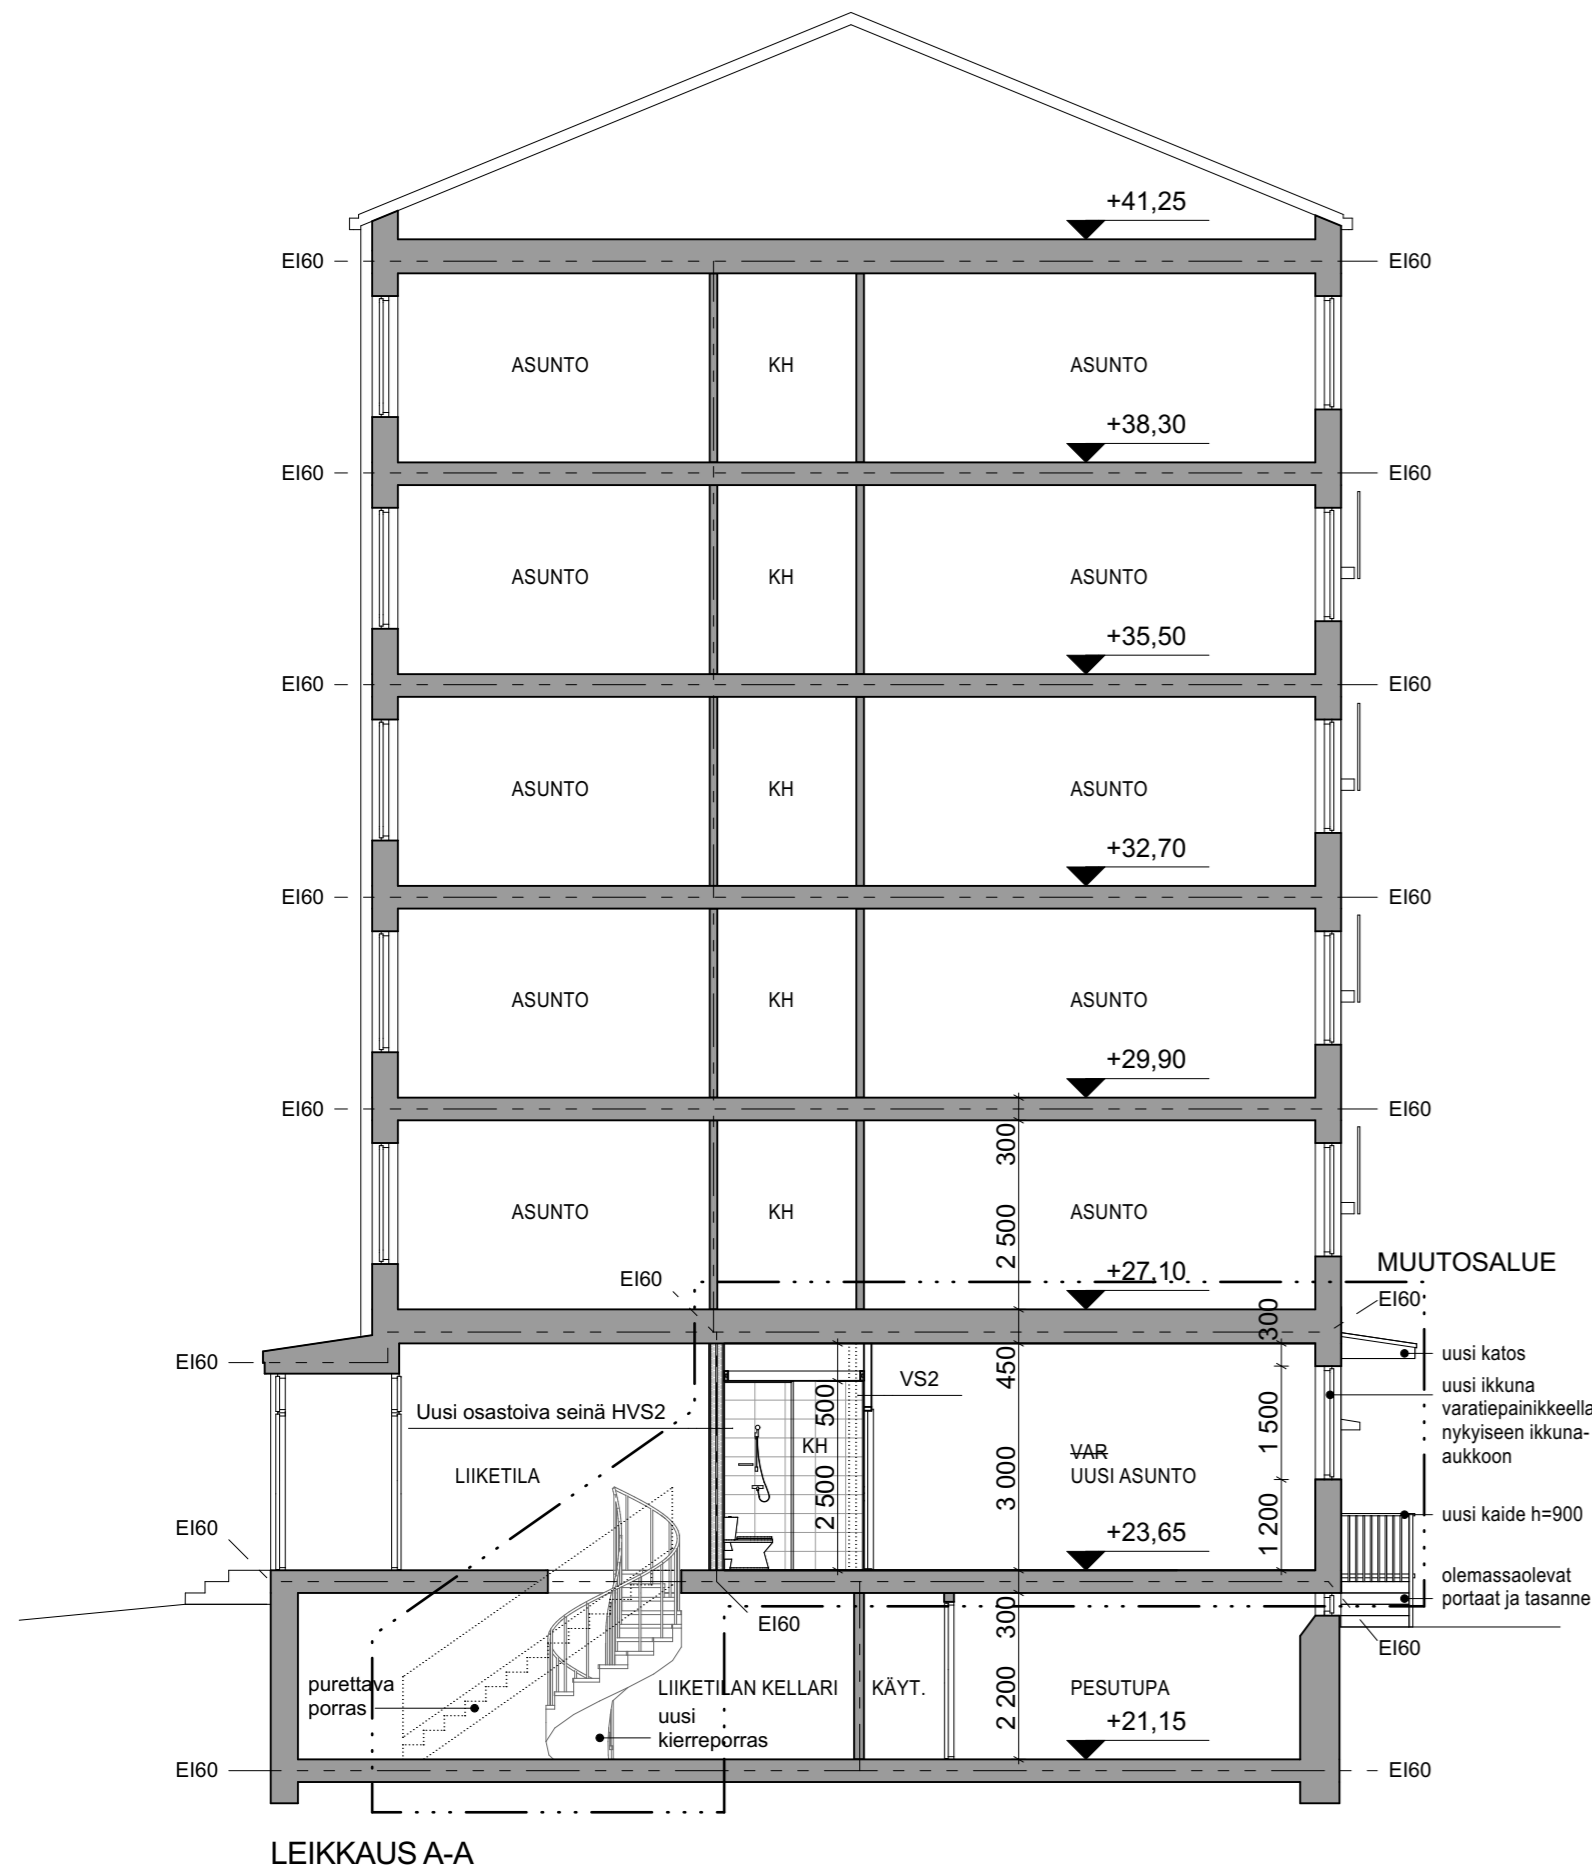 +41,25
EI60
EI60
ASUNTO
KH
ASUNTO
+38,30
EI60
EI60
ASUNTO
KH
ASUNTO
+35,50
EI60
EI60
ASUNTO
KH
ASUNTO
+32,70
EI60
EI60
ASUNTO
KH
ASUNTO
+29,90
EI60
EI60
300
ASUNTO
KH
2 500
ASUNTO
+27,10
MUUTOSALUE
EI60
EI60
300
EI60
450
uusi katos
VS2
500
1 500
uusi ikkuna
varatiepainikkeella
nykyiseen ikkuna-
aukkoon
Uusi osastoiva seinä HVS2
KH
LIIKETILA
2 500
3 000
VAR
UUSI ASUNTO
EI60
+23,65
1 200
uusi kaide h=900
olemassaolevat
portaat ja tasanne
EI60
300
EI60
purettava
porras
LIIKETILAN KELLARI
KÄYT.
2 200
PESUTUPA
uusi
kierreporras
+21,15
EI60
EI60
LEIKKAUS A-A